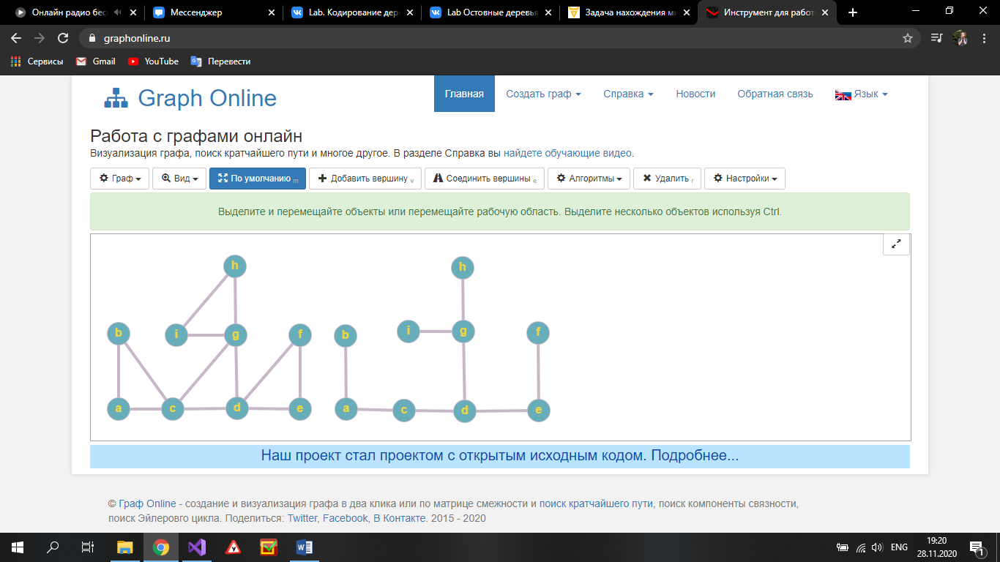 Онлайн радио бес
Мессенджер
Lab. Кодирование дер
Lab Остовные деревья
Задача нахождения ми
Инструмент для работ
graphonline.ru
Сервисы
Gmail
YouTube
Перевести
Graph Online
Главная
Создать граф
Справка
Новости
Обратная связь
Язык
Работа с графами онлайн
Визуализация графа, поиск кратчайшего пути и многое другое. В разделе Справка вы найдете обучающие видео.
Граф
Вид
По умолчанию m
Добавить вершину v
Соединить вершины e
Алгоритмы
Удалить r
Настройки
Выделите и перемещайте объекты или перемещайте рабочую область. Выделите несколько объектов используя Ctrl.
h
h
b
i
g
f
b
i
g
f
a
c
d
e
a
c
d
e
Наш проект стал проектом с открытым исходным кодом. Подробнее...
© Граф Online - создание и визуализация графа в два клика или по матрице смежности и поиск кратчайшего пути, поиск компоненты связности,
поиск Эйлерового цикла. Поделиться: Twitter, Facebook, В Контакте. 2015 - 2020
ENG
19:20
28.11.2020
1